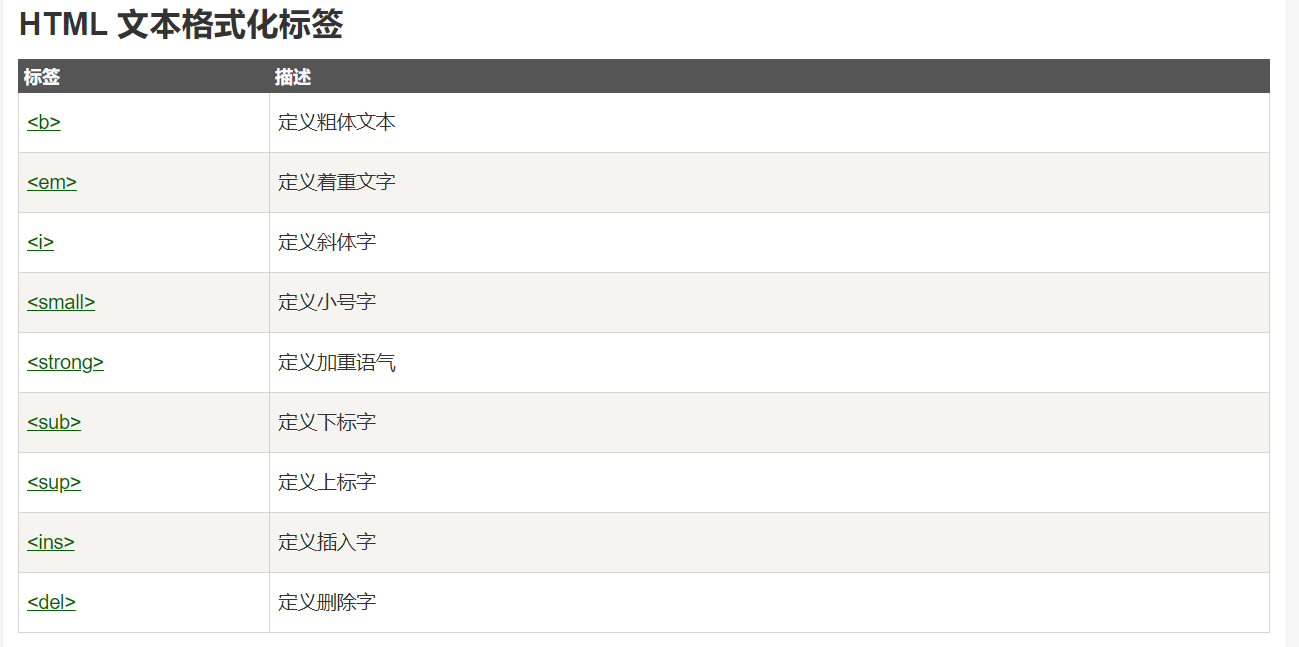 HTML 文本格式化标签
标签 描述
<b> 定义粗体文本
<em> 定义着重文字
<i> 定义斜体字
<small> 定义小号字
<strong> 定义加重语气
<sub> 定义下标字
<sup> 定义上标字
<ins> 定义插入字
<del> 定义删除字